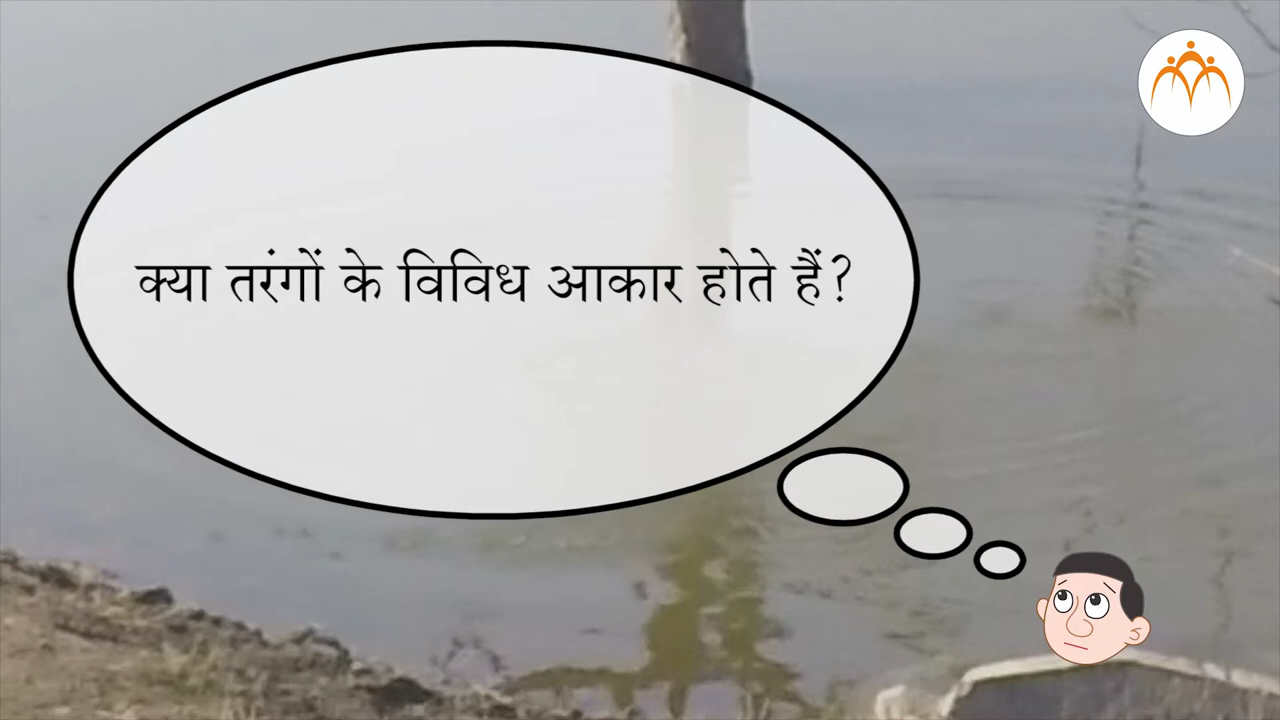 क्या तरंगों के विविध आकार होते हैं?